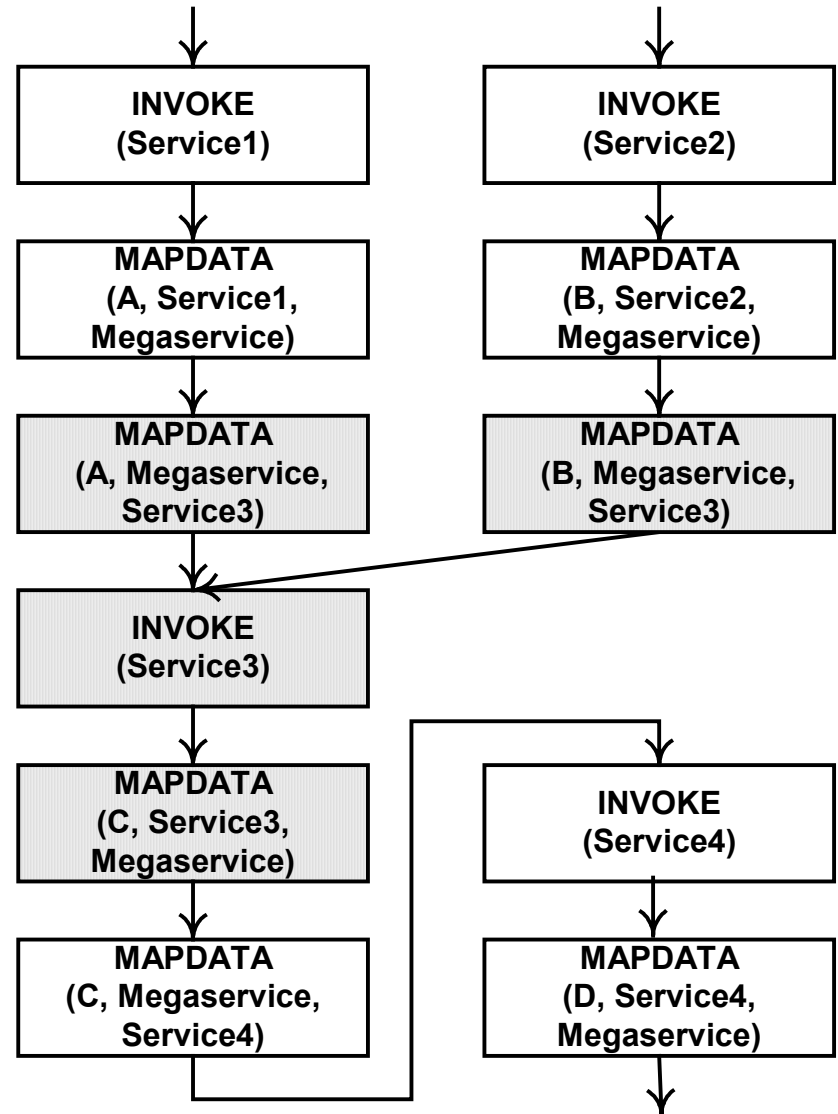 INVOKE
(Service1)
MAPDATA
(A, Service1,
Megaservice)
MAPDATA
(A, Megaservice,
Service3)
INVOKE
(Service2)
MAPDATA
(B, Service2,
Megaservice)
MAPDATA
(B, Megaservice,
Service3)
INVOKE
(Service3)
MAPDATA
(C, Service3,
Megaservice)
MAPDATA
(C, Megaservice,
Service4)
INVOKE
(Service4)
MAPDATA
(D, Service4,
Megaservice)